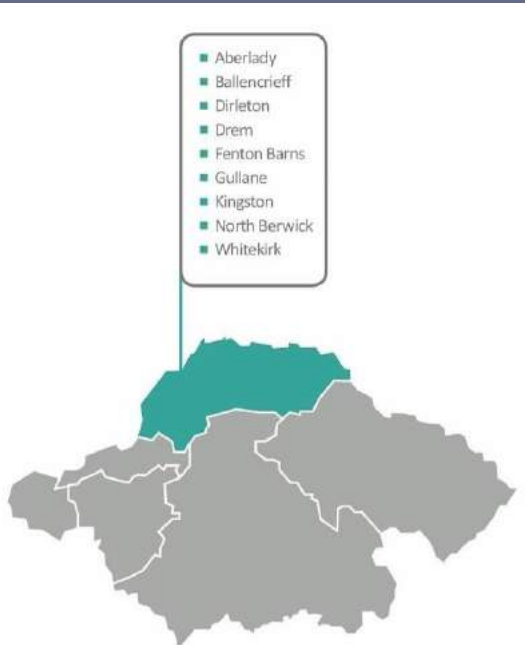 Aberlady
Ballencrieff
Dirleton
Drem
Fenton Barns
Gullane
Kingston
North Berwick
Whitekirk